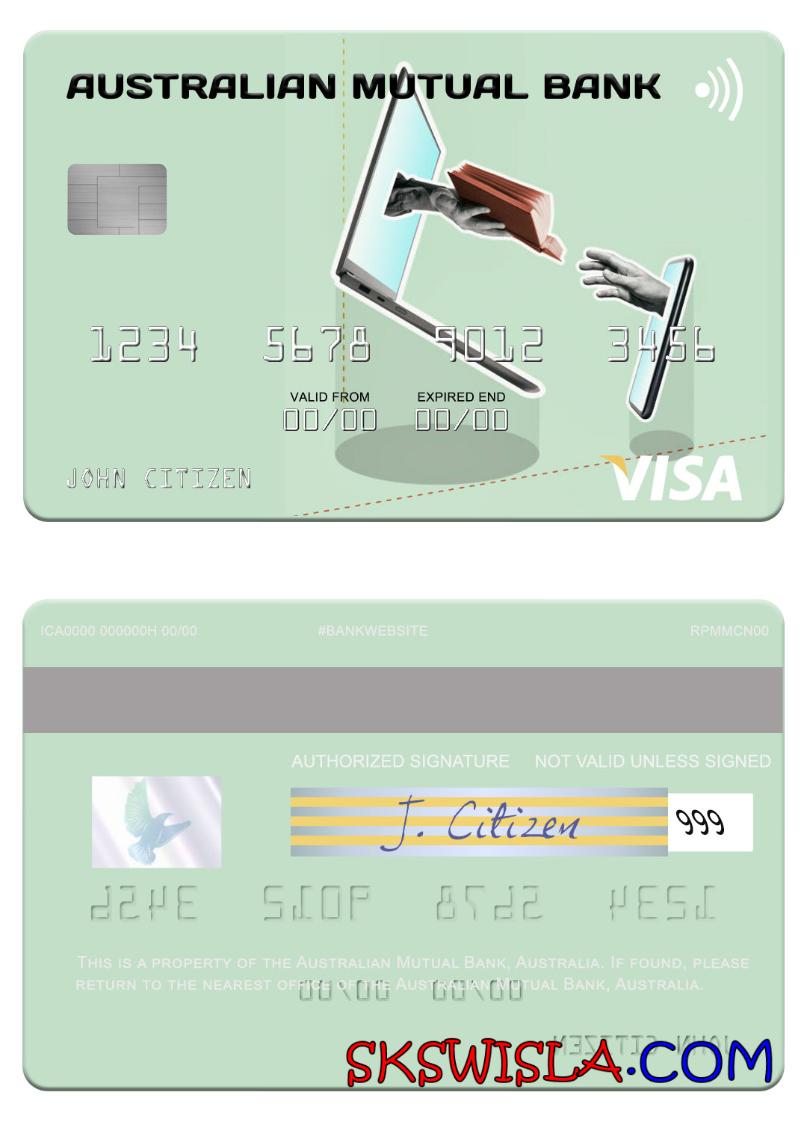 AUSTRALIAN MUTUAL BANK
1234 5678 9012 3456
VALID FROM EXPIRED END
00/00 00/00
JOHN CITIZEN
VISA
ICA0000 000000H 00/00 #BANKWEBSITE RPMMCN00
AUTHORIZED SIGNATURE NOT VALID UNLESS SIGNED
J. Citizen 999
THIS IS A PROPERTY OF THE AUSTRALIAN MUTUAL BANK, AUSTRALIA. IF FOUND, PLEASE
RETURN TO THE NEAREST OFFICE OF THE AUSTRALIAN MUTUAL BANK, AUSTRALIA.
SKSWISLA.COM